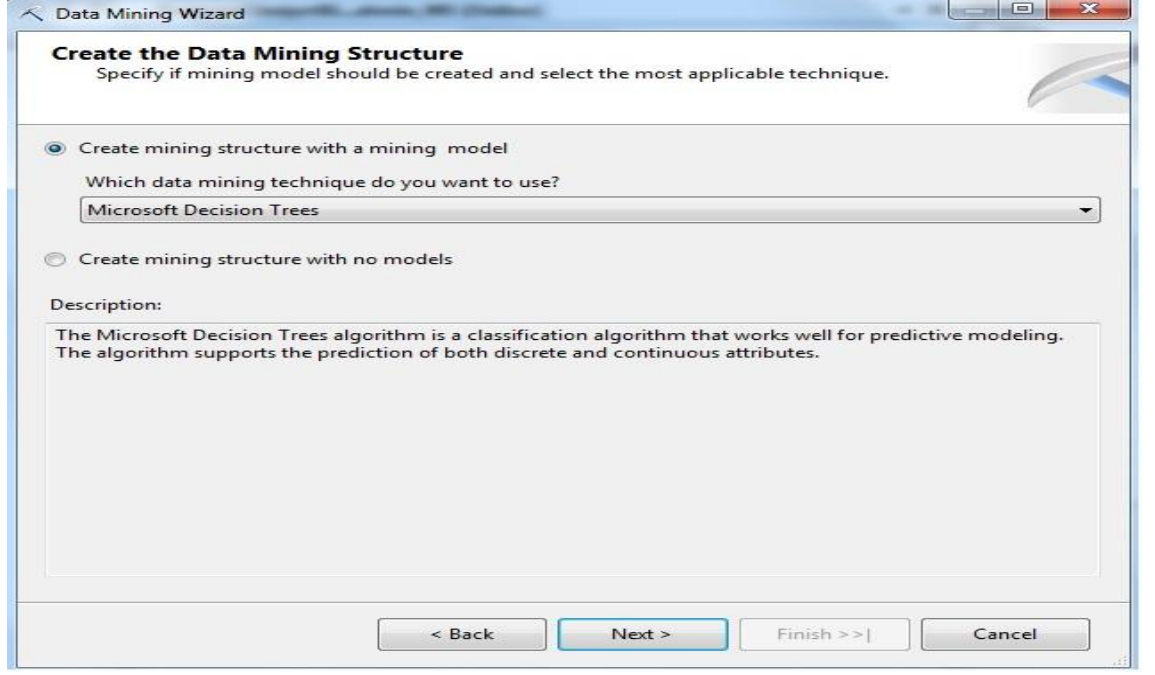 Data Mining Wizard
Create the Data Mining Structure
Specify if mining model should be created and select the most applicable technique.
Create mining structure with a mining model
Which data mining technique do you want to use?
Microsoft Decision Trees
Create mining structure with no models
Description:
The Microsoft Decision Trees algorithm is a classification algorithm that works well for predictive modeling.
The algorithm supports the prediction of both discrete and continuous attributes.
< Back Next > Finish >>| Cancel